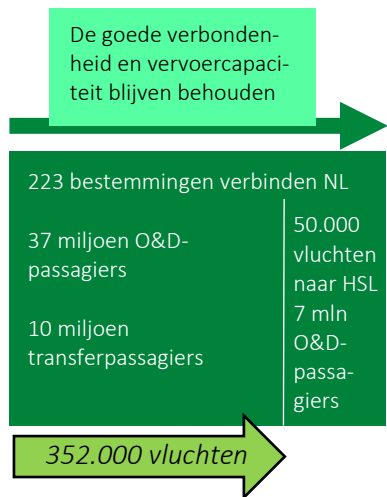 De goede verbonden-
heid en vervoercapaci-
teit blijven behouden
223 bestemmingen verbinden NL
37 miljoen O&D-
passagiers
10 miljoen
transferpassagiers
50.000
vluchten
naar HSL
7 mln
O&D-
passa-
giers
352.000 vluchten